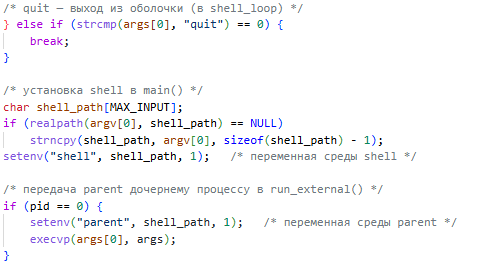 /* quit — выход из оболочки (в shell_loop) */
} else if (strcmp(args[0], "quit") == 0) {
    break;
}

/* установка shell в main() */
char shell_path[MAX_INPUT];
if (realpath(argv[0], shell_path) == NULL)
    strncpy(shell_path, argv[0], sizeof(shell_path) - 1);
setenv("shell", shell_path, 1);   /* переменная среды shell */

/* передача parent дочернему процессу в run_external() */
if (pid == 0) {
    setenv("parent", shell_path, 1);   /* переменная среды parent */
    execvp(args[0], args);
}